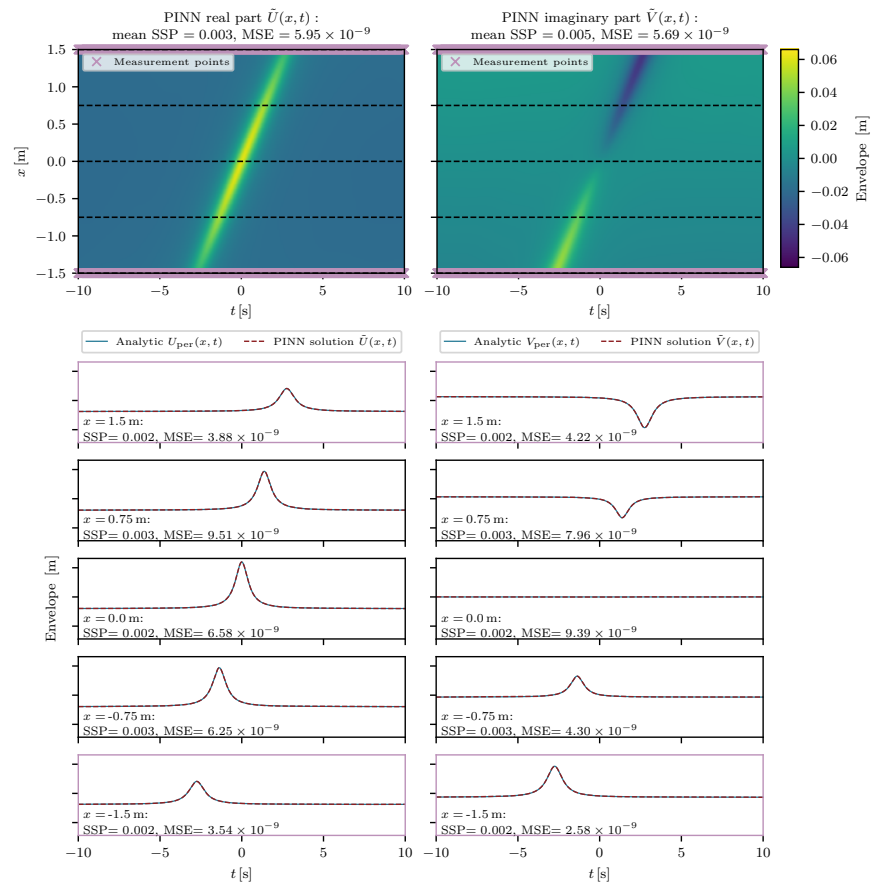 PINN real part Ũ(x, t) :
mean SSP = 0.003, MSE = 5.95 × 10⁻⁹
PINN imaginary part Ṽ(x, t) :
mean SSP = 0.005, MSE = 5.69 × 10⁻⁹
Measurement points
Measurement points
1.5
1.0
0.5
0.0
−0.5
−1.0
−1.5
x [m]
−10
−5
0
5
10
t [s]
−10
−5
0
5
10
t [s]
0.06
0.04
0.02
0.00
−0.02
−0.04
−0.06
Envelope [m]
Analytic Uper(x, t)
PINN solution Ũ(x, t)
Analytic Vper(x, t)
PINN solution Ṽ(x, t)
x = 1.5 m:
SSP= 0.002, MSE= 3.88 × 10⁻⁹
x = 1.5 m:
SSP= 0.002, MSE= 4.22 × 10⁻⁹
x = 0.75 m:
SSP= 0.003, MSE= 9.51 × 10⁻⁹
x = 0.75 m:
SSP= 0.003, MSE= 7.96 × 10⁻⁹
Envelope [m]
x = 0.0 m:
SSP= 0.002, MSE= 6.58 × 10⁻⁹
x = 0.0 m:
SSP= 0.002, MSE= 9.39 × 10⁻⁹
x = -0.75 m:
SSP= 0.003, MSE= 6.25 × 10⁻⁹
x = -0.75 m:
SSP= 0.003, MSE= 4.30 × 10⁻⁹
x = -1.5 m:
SSP= 0.002, MSE= 3.54 × 10⁻⁹
x = -1.5 m:
SSP= 0.002, MSE= 2.58 × 10⁻⁹
−10
−5
0
5
10
t [s]
−10
−5
0
5
10
t [s]